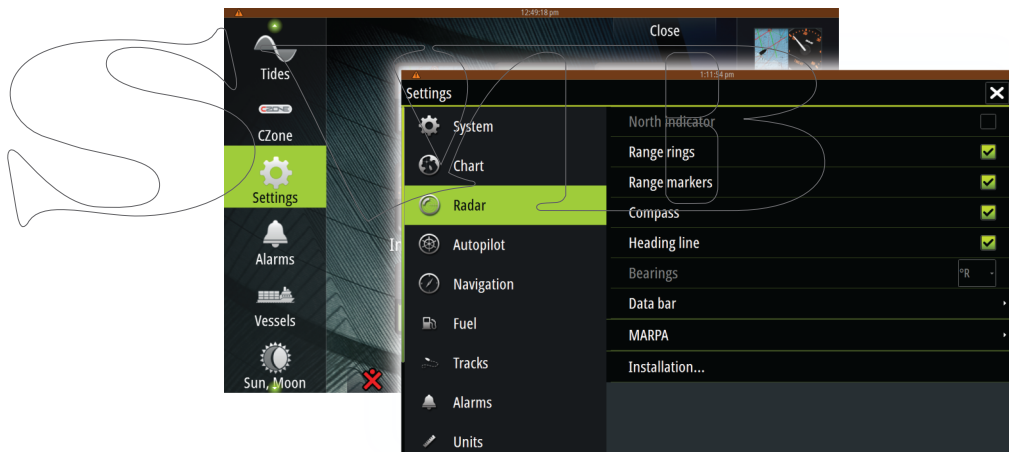 12:49:18 pm
Close
Tides
CZONE
CZone
Settings
Alarms
Vessels
Sun, Moon
1:11:54 pm
Settings
System
Chart
Radar
Autopilot
Navigation
Fuel
Tracks
Alarms
Units
North indicator
Range rings
Range markers
Compass
Heading line
Bearings °R
Data bar
MARPA
Installation...